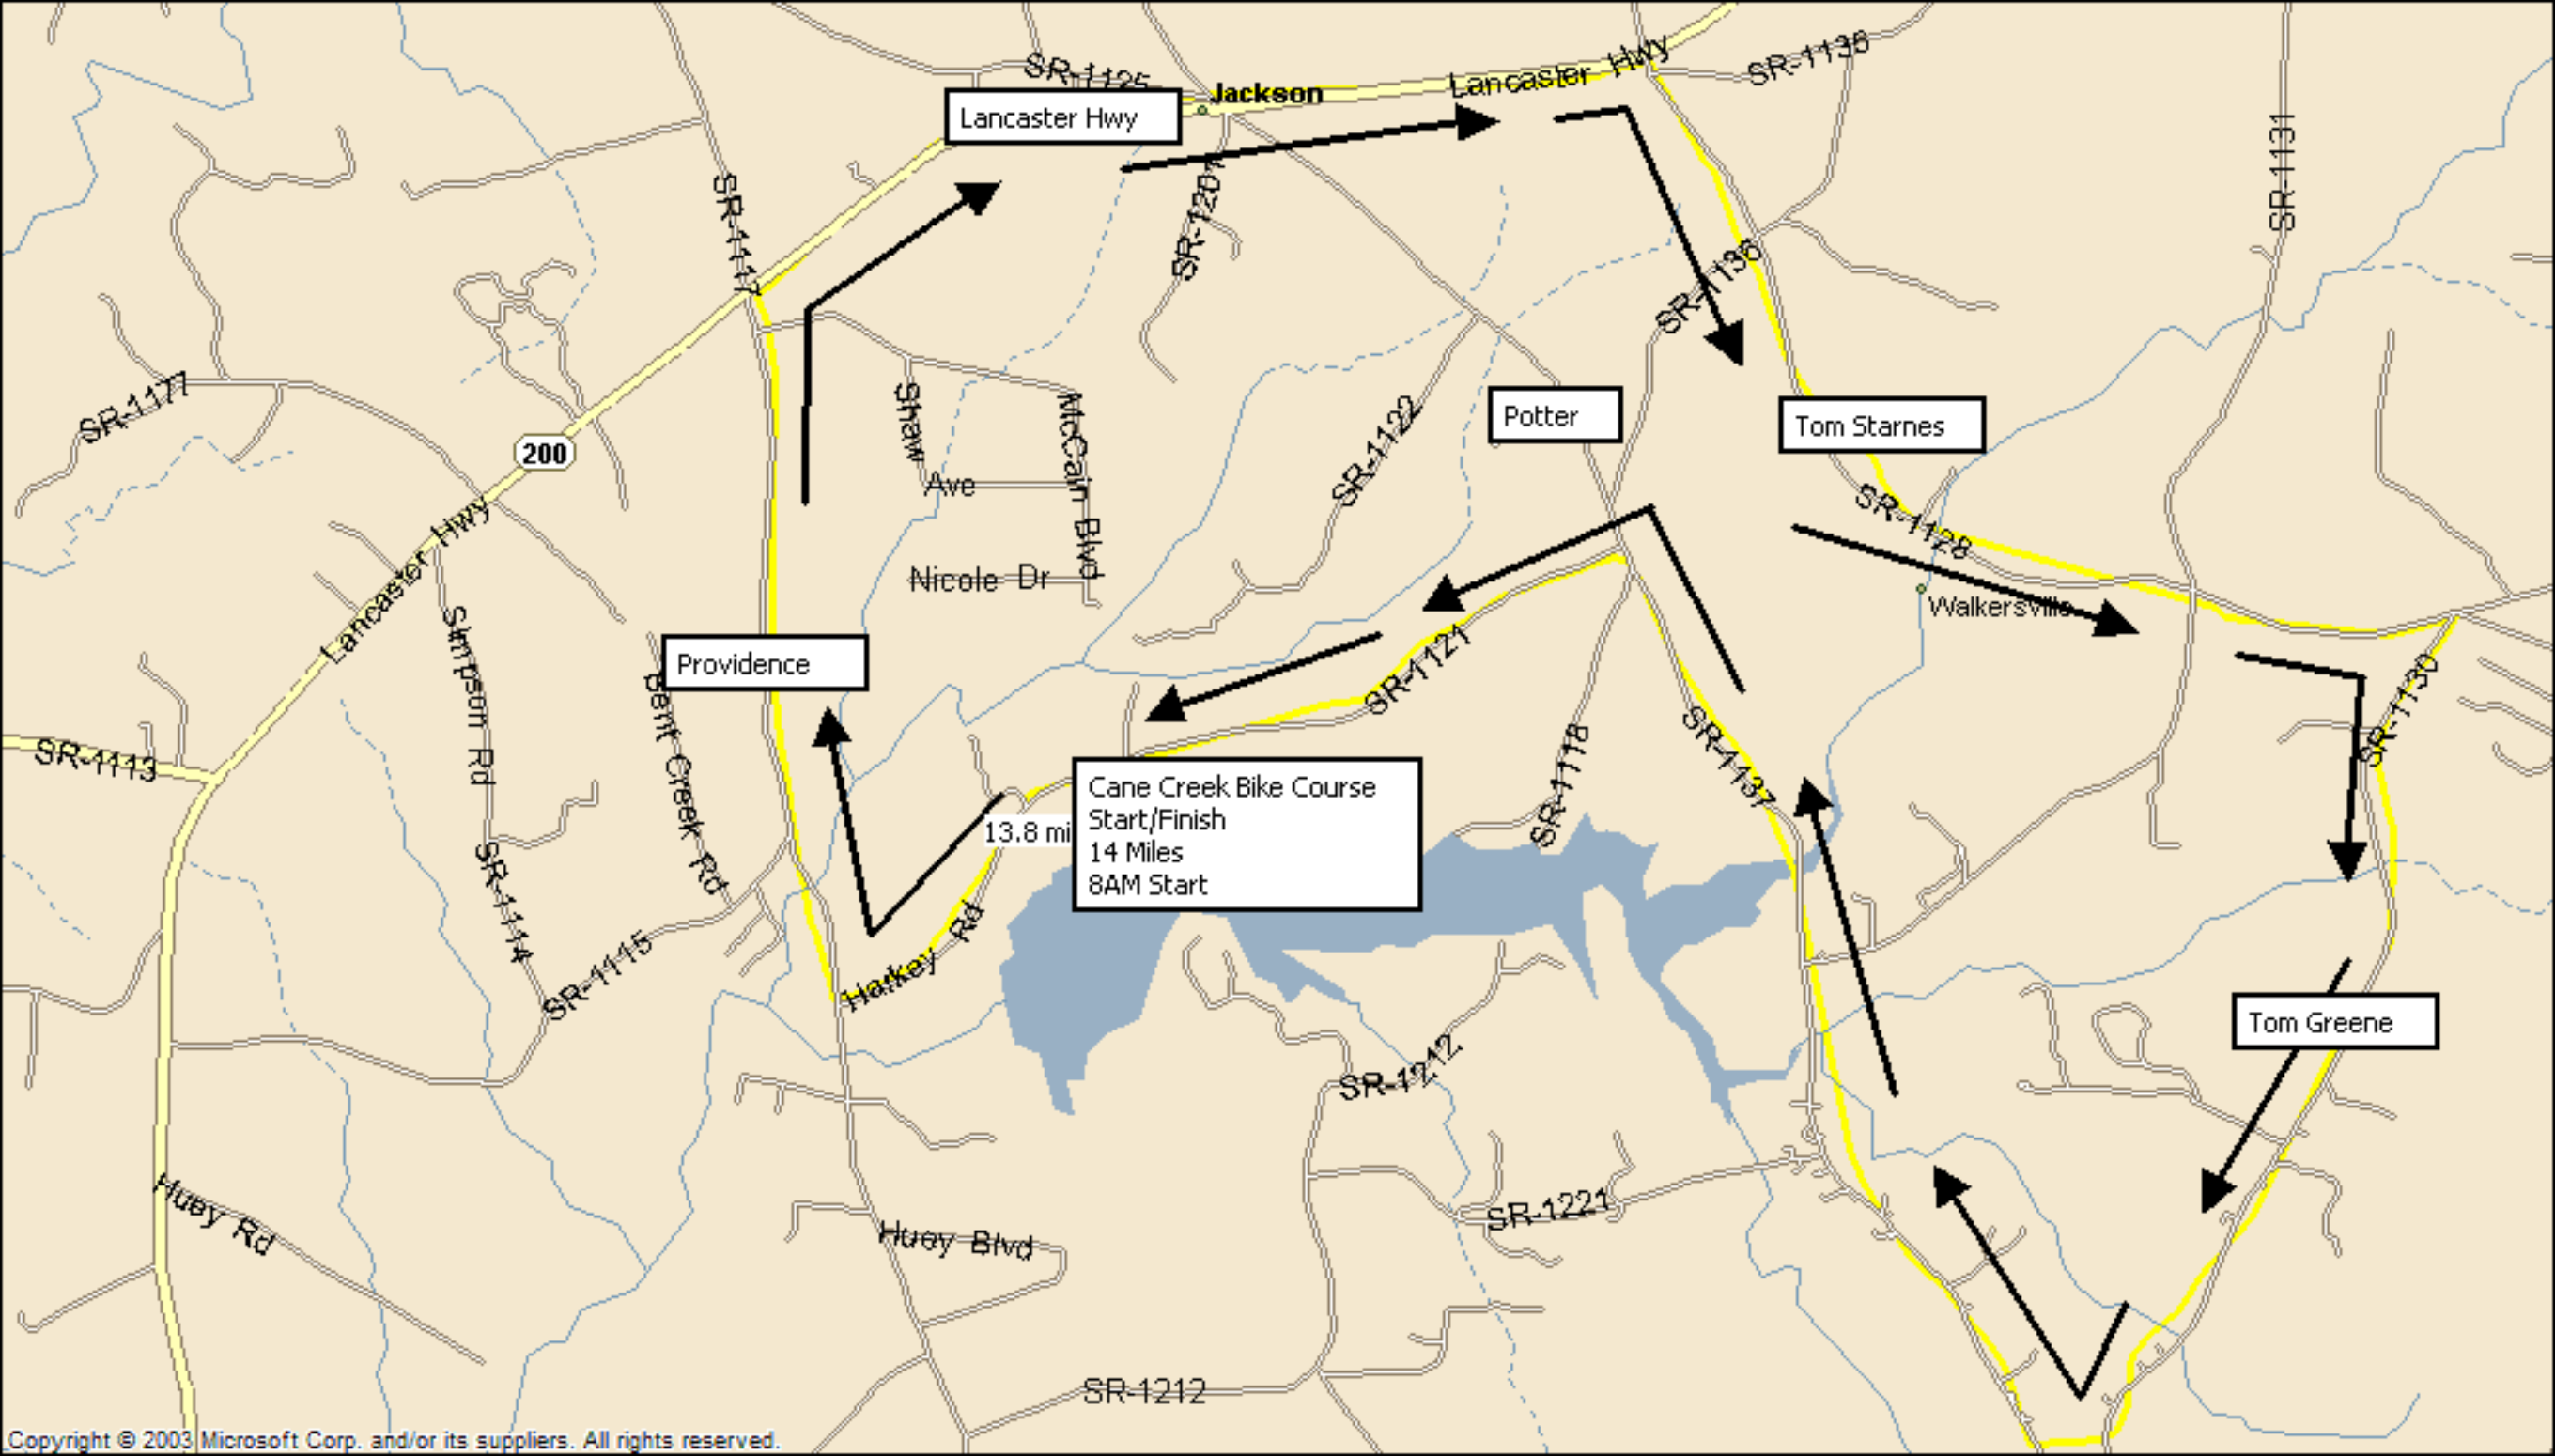 SR-1125
Jackson
Lancaster Hwy
SR-1136
Lancaster Hwy
SR-1131
SR-1117
SR-1201
SR-1136
SR-1177
Shaw
Ave
McCain Blvd
SR-1122
Potter
Tom Starnes
200
Lancaster Hwy
SR-1128
Nicole Dr
Walkersville
Simpson Rd
Providence
Bent Creek Rd
SR-1121
SR-1130
SR-1113
SR-1118
SR-1137
Cane Creek Bike Course
Start/Finish
14 Miles
8AM Start
13.8 mi
SR-1114
SR-1115
Harkey Rd
Tom Greene
SR-1212
Huey Rd
Huey Blvd
SR-1221
SR-1212
Copyright © 2003 Microsoft Corp. and/or its suppliers. All rights reserved.